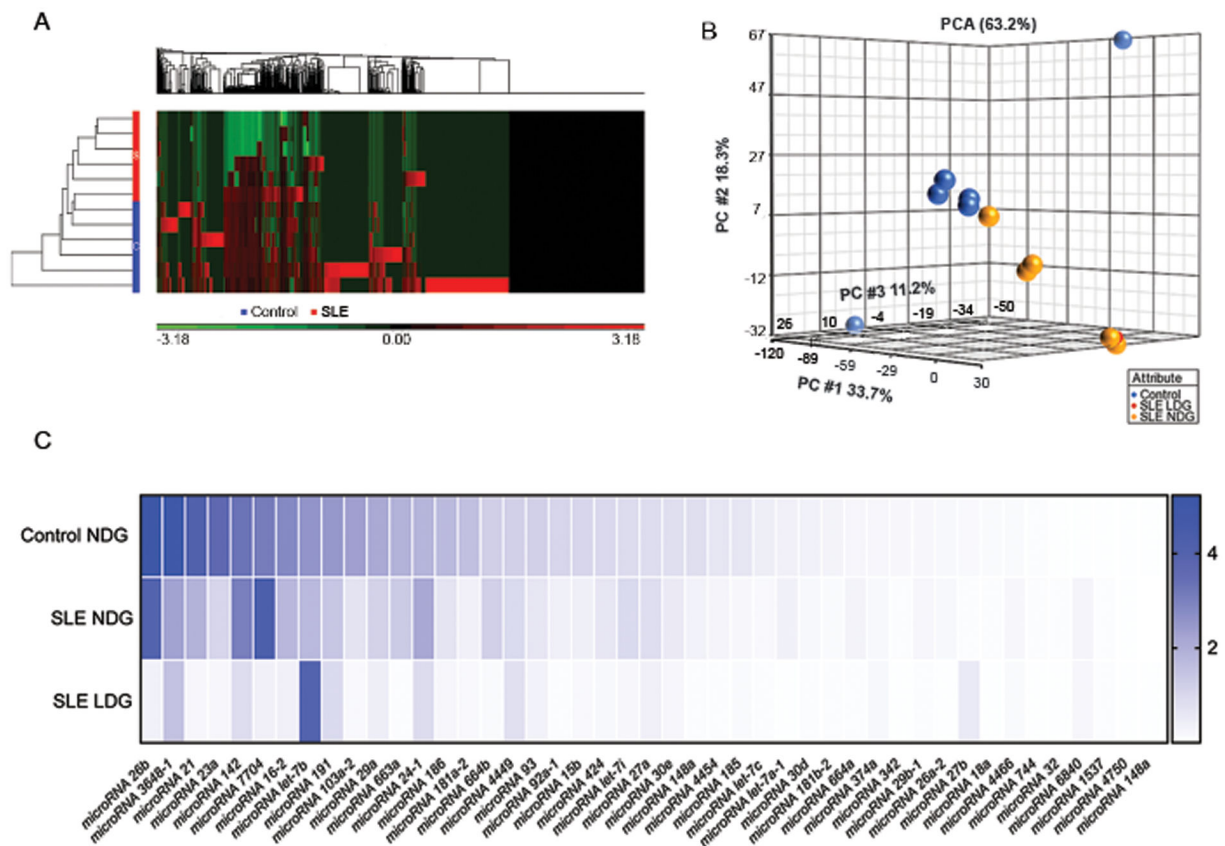 A
S
C
Control SLE
-3.18 0.00 3.18
B
PCA (63.2%)
67
47
27
7
-12
-32
PC #2 18.3%
PC #3 11.2%
26 10 -4 -19 -34 -50
-120 -89 -59 -29 0 30
PC #1 33.7%
Attribute
Control
SLE LDG
SLE NDG
C
Control NDG
SLE NDG
SLE LDG
4
2
microRNA 26b
microRNA 3648-1
microRNA 21
microRNA 23a
microRNA 142
microRNA 7704
microRNA 16-2
microRNA let-7b
microRNA 191
microRNA 103a-2
microRNA 29a
microRNA 663a
microRNA 24-1
microRNA 186
microRNA 181a-2
microRNA 664b
microRNA 4449
microRNA 93
microRNA 92a-1
microRNA 15b
microRNA 424
microRNA let-7i
microRNA 27a
microRNA 30e
microRNA 148a
microRNA 4454
microRNA 185
microRNA let-7c
microRNA let-7a-1
microRNA 30d
microRNA 181b-2
microRNA 664a
microRNA 374a
microRNA 342
microRNA 29b-1
microRNA 26a-2
microRNA 27b
microRNA 18a
microRNA 4466
microRNA 744
microRNA 32
microRNA 6840
microRNA 1537
microRNA 4750
microRNA 148a